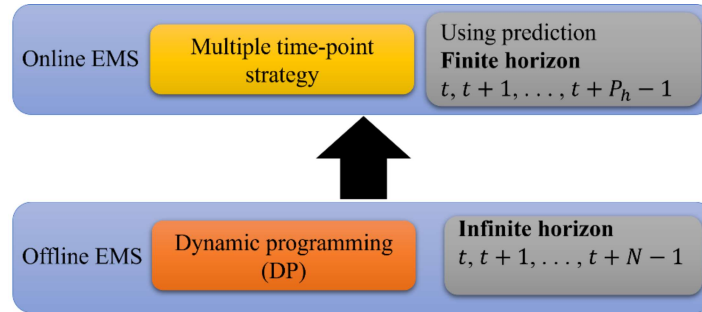 Online EMS
Multiple time-point
strategy
Using prediction
Finite horizon
t, t + 1, . . . , t + Pₕ − 1
Offline EMS
Dynamic programming
(DP)
Infinite horizon
t, t + 1, . . . , t + N − 1